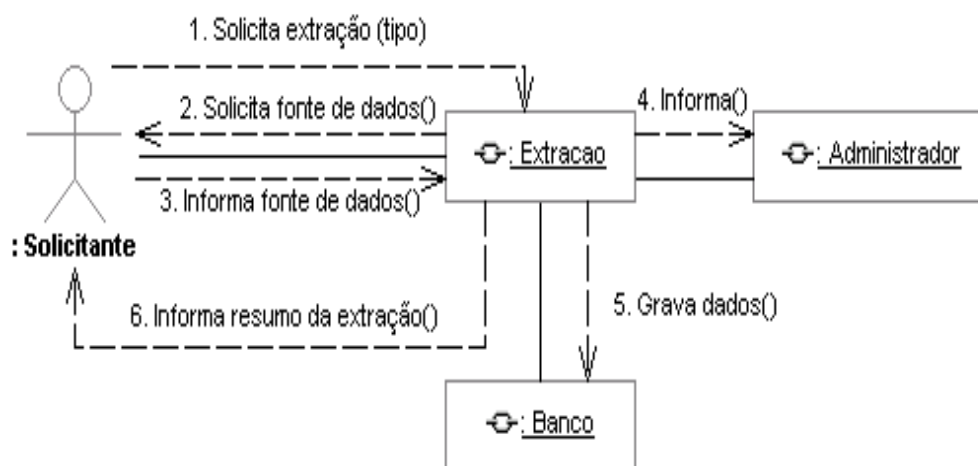 1. Solicita extração (tipo)
2. Solicita fonte de dados()
4. Informa()
: Extracao
: Administrador
3. Informa fonte de dados()
: Solicitante
6. Informa resumo da extração()
5. Grava dados()
: Banco